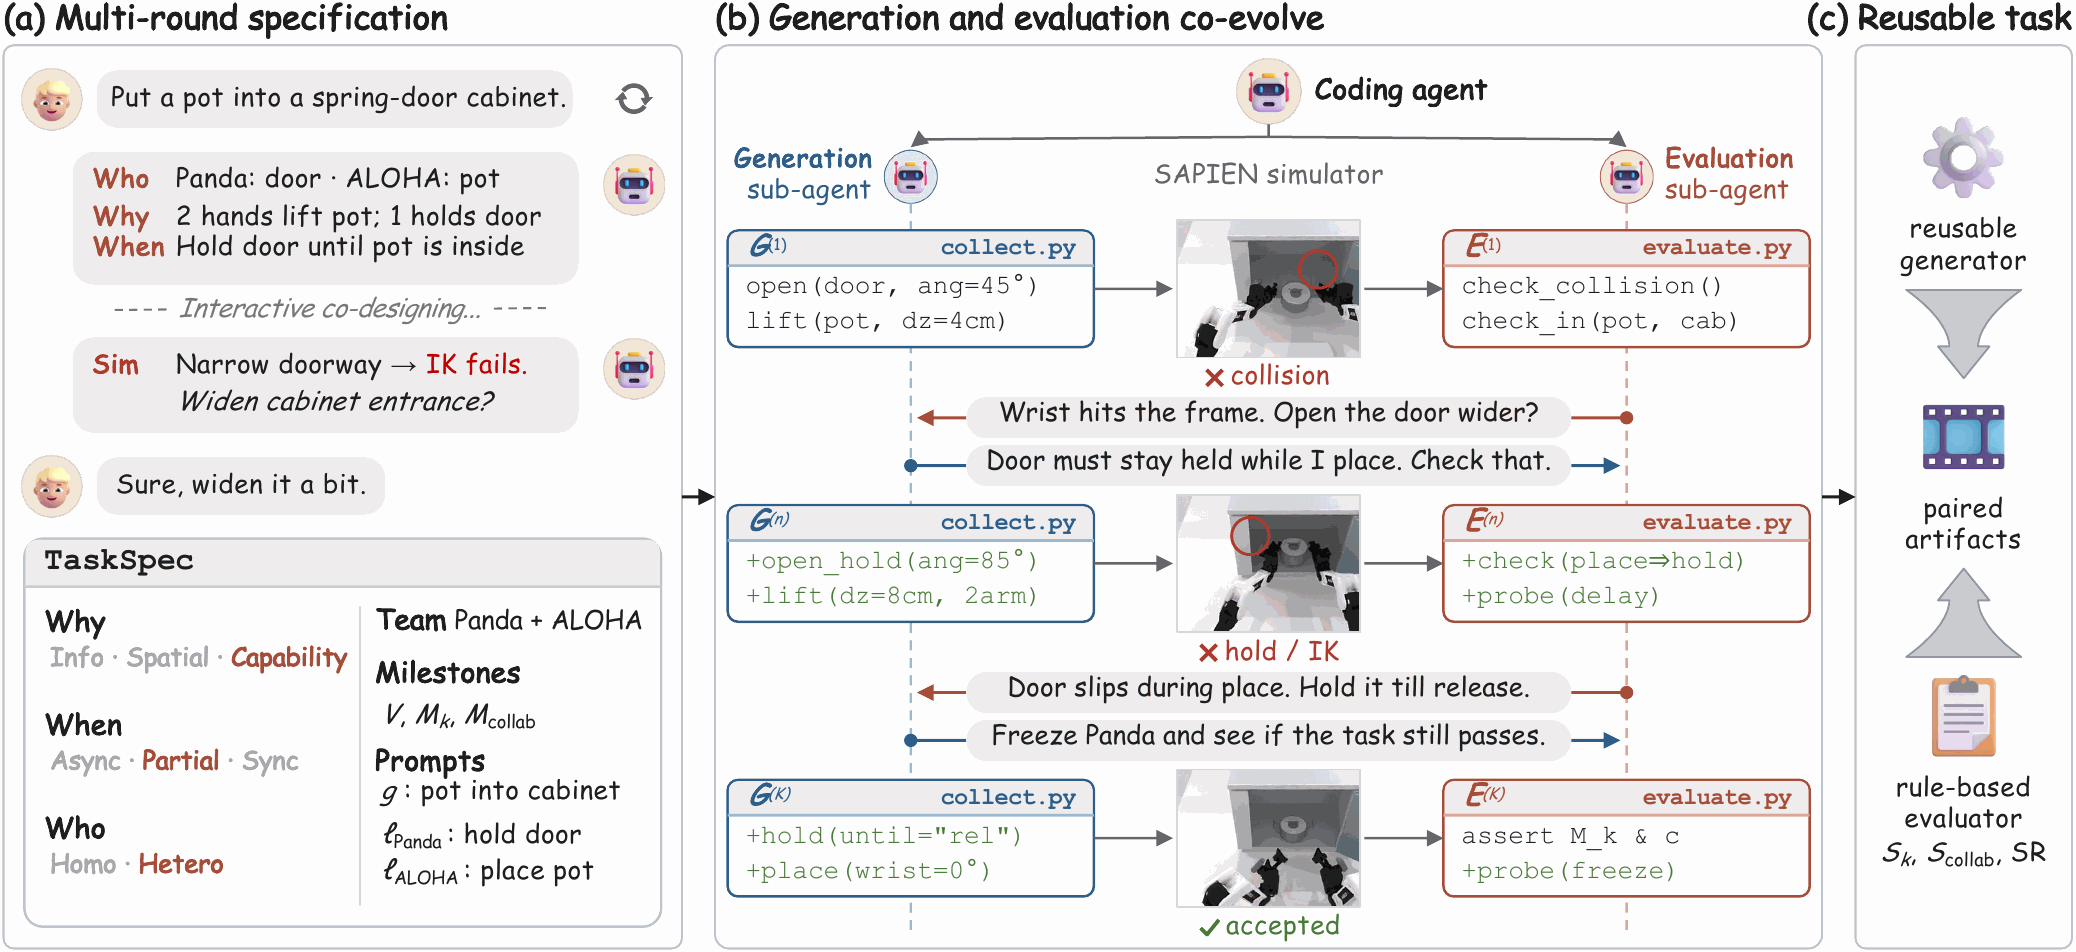 (a) Multi-round specification
Put a pot into a spring-door cabinet.
Who Panda: door · ALOHA: pot
Why 2 hands lift pot; 1 holds door
When Hold door until pot is inside
---- Interactive co-designing... ----
Sim Narrow doorway → IK fails.
Widen cabinet entrance?
Sure, widen it a bit.
TaskSpec
Why
Info · Spatial · Capability
When
Async · Partial · Sync
Who
Homo · Hetero
Team Panda + ALOHA
Milestones
V, M_k, M_collab
Prompts
g : pot into cabinet
ℓ_Panda : hold door
ℓ_ALOHA : place pot
(b) Generation and evaluation co-evolve
Coding agent
Generation
sub-agent
SAPIEN simulator
Evaluation
sub-agent
G(1) collect.py
open(door, ang=45°)
lift(pot, dz=4cm)
✗ collision
E(1) evaluate.py
check_collision()
check_in(pot, cab)
Wrist hits the frame. Open the door wider?
Door must stay held while I place. Check that.
G(n) collect.py
+open_hold(ang=85°)
+lift(dz=8cm, 2arm)
✗ hold / IK
E(n) evaluate.py
+check(place⇒hold)
+probe(delay)
Door slips during place. Hold it till release.
Freeze Panda and see if the task still passes.
G(K) collect.py
+hold(until="rel")
+place(wrist=0°)
✓ accepted
E(K) evaluate.py
assert M_k & c
+probe(freeze)
(c) Reusable task
reusable
generator
paired
artifacts
rule-based
evaluator
S_k, S_collab, SR